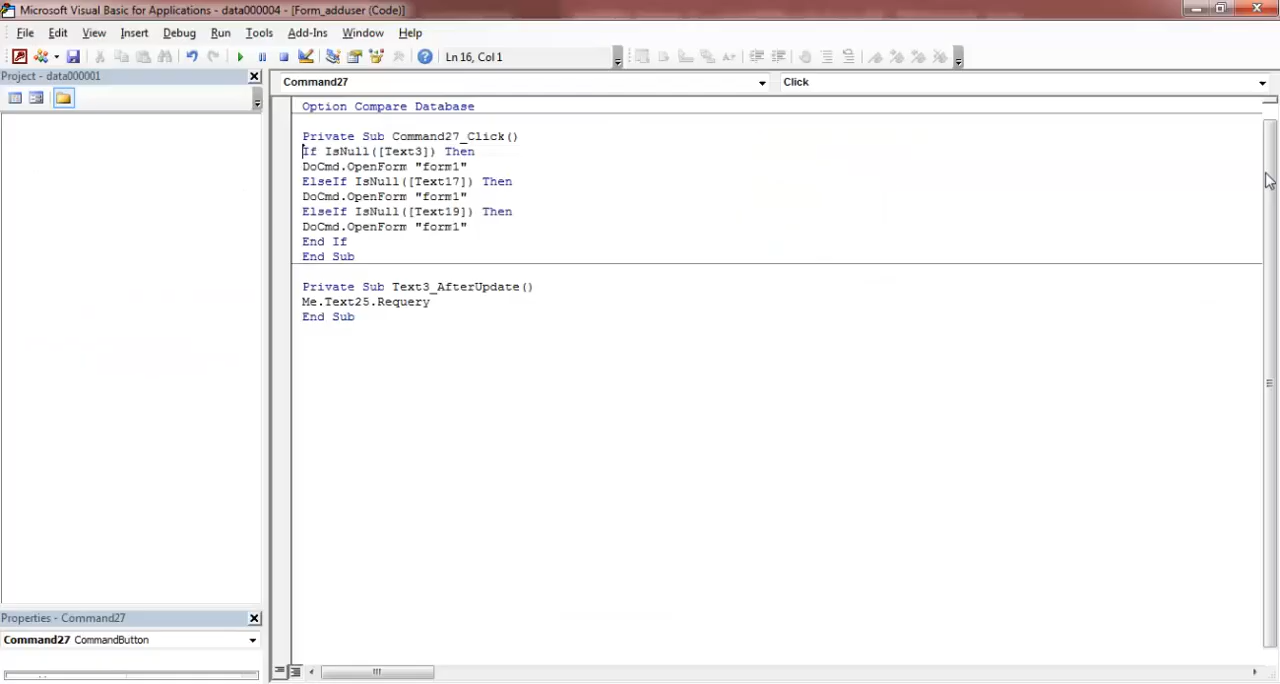 Microsoft Visual Basic for Applications - data000004 - [Form_adduser (Code)]
File Edit View Insert Debug Run Tools Add-Ins Window Help
Ln 16, Col 1
Project - data000001
Command27 Click
Option Compare Database
Private Sub Command27_Click()
If IsNull([Text3]) Then
DoCmd.OpenForm "form1"
ElseIf IsNull([Text17]) Then
DoCmd.OpenForm "form1"
ElseIf IsNull([Text19]) Then
DoCmd.OpenForm "form1"
End If
End Sub
Private Sub Text3_AfterUpdate()
Me.Text25.Requery
End Sub
Properties - Command27
Command27 CommandButton